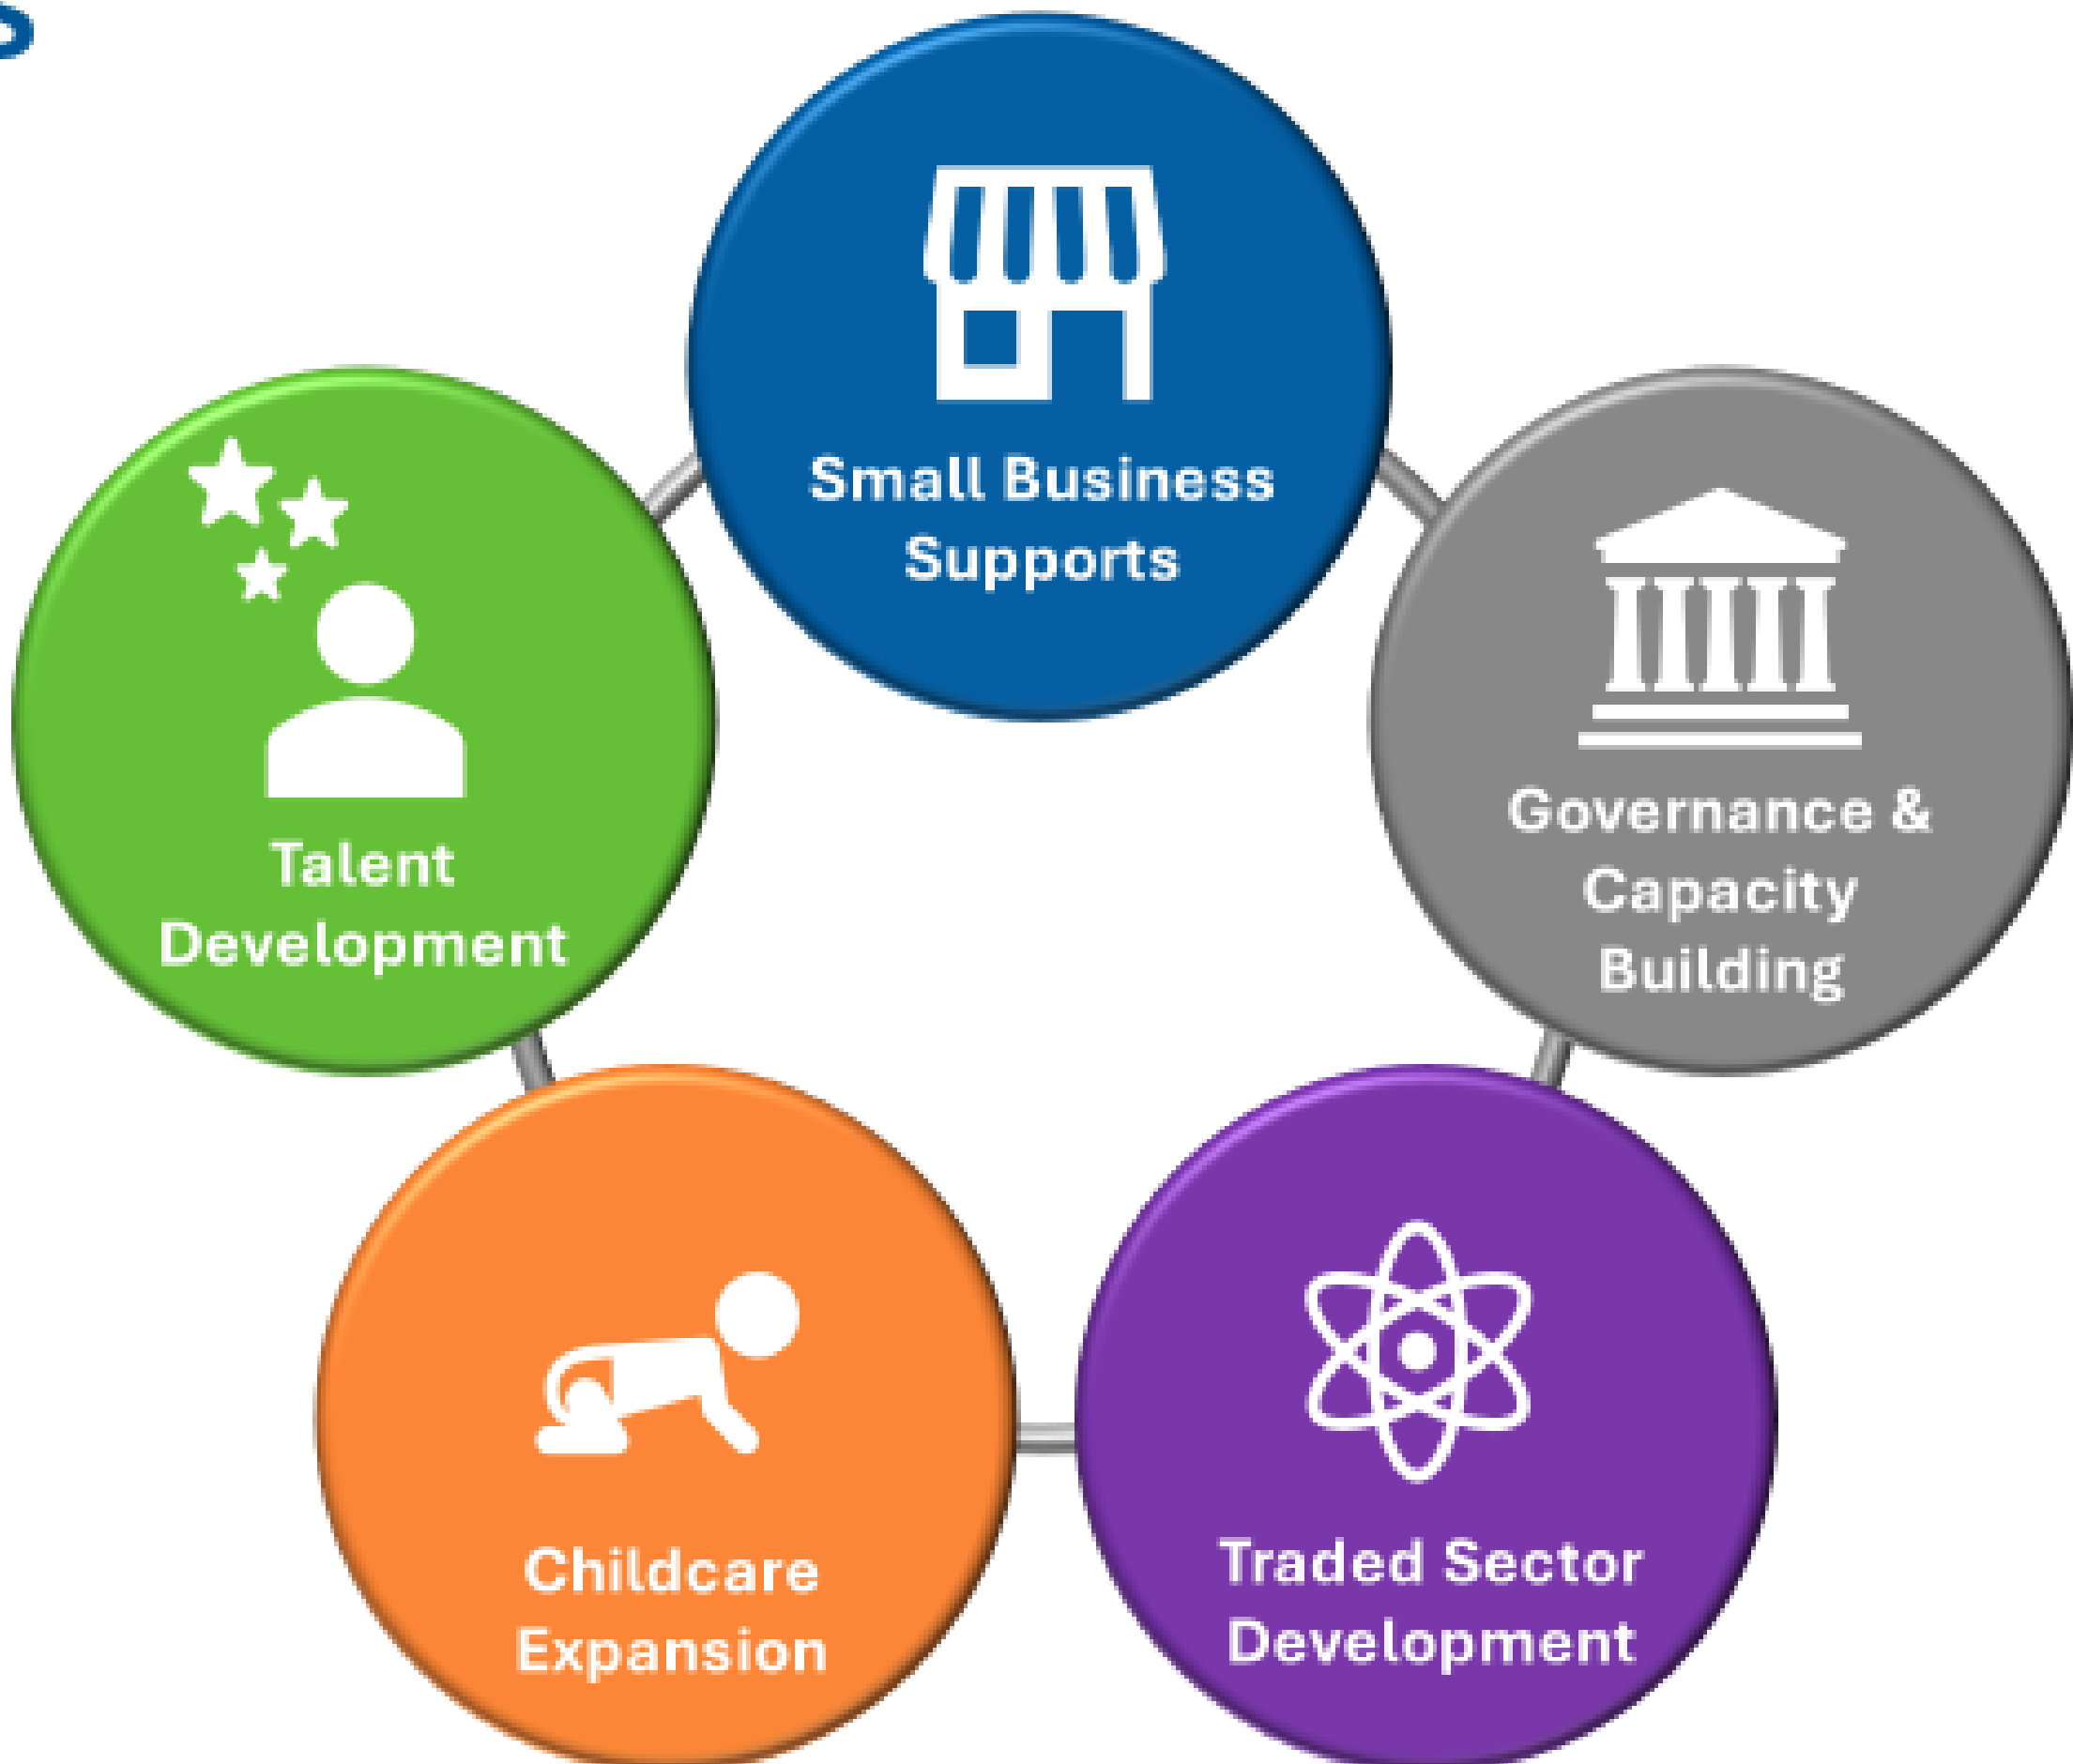 s
Small Business
Supports
Governance &
Capacity
Building
Talent
Development
Childcare
Expansion
Traded Sector
Development